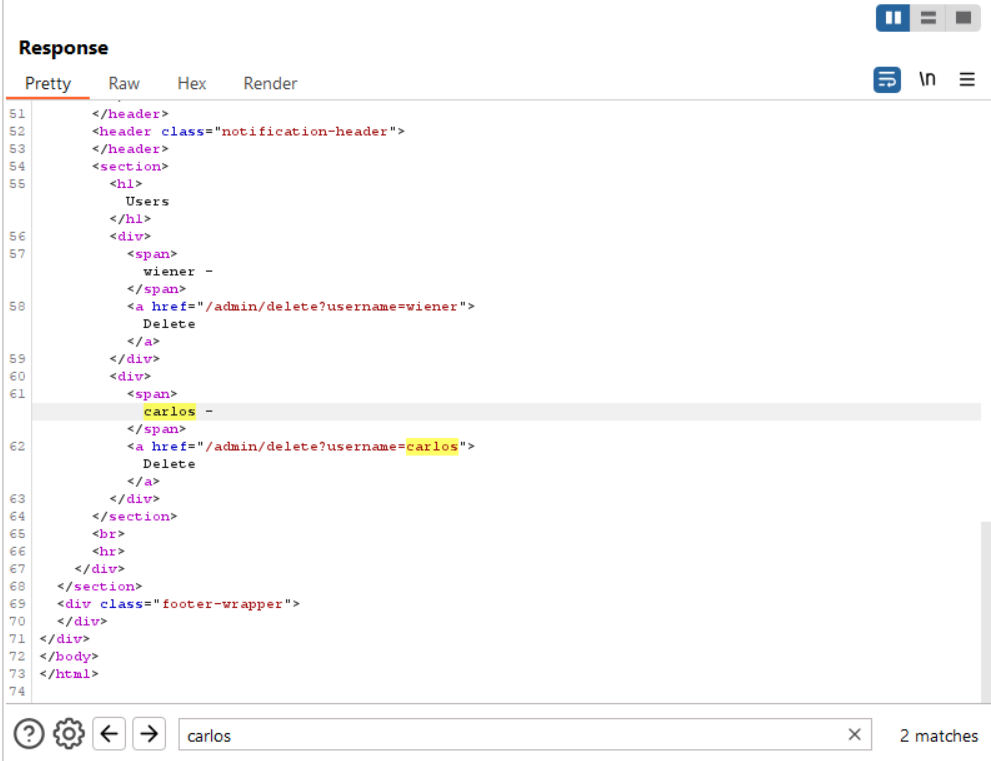 Response
Pretty Raw Hex Render
\n
51 </header>
52 <header class="notification-header">
53 </header>
54 <section>
55 <h1>
Users
</h1>
56 <div>
57 <span>
wiener -
</span>
58 <a href="/admin/delete?username=wiener">
Delete
</a>
59 </div>
60 <div>
61 <span>
carlos -
</span>
62 <a href="/admin/delete?username=carlos">
Delete
</a>
63 </div>
64 </section>
65 <br>
66 <hr>
67 </div>
68 </section>
69 <div class="footer-wrapper">
70 </div>
71 </div>
72 </body>
73 </html>
74
carlos
2 matches